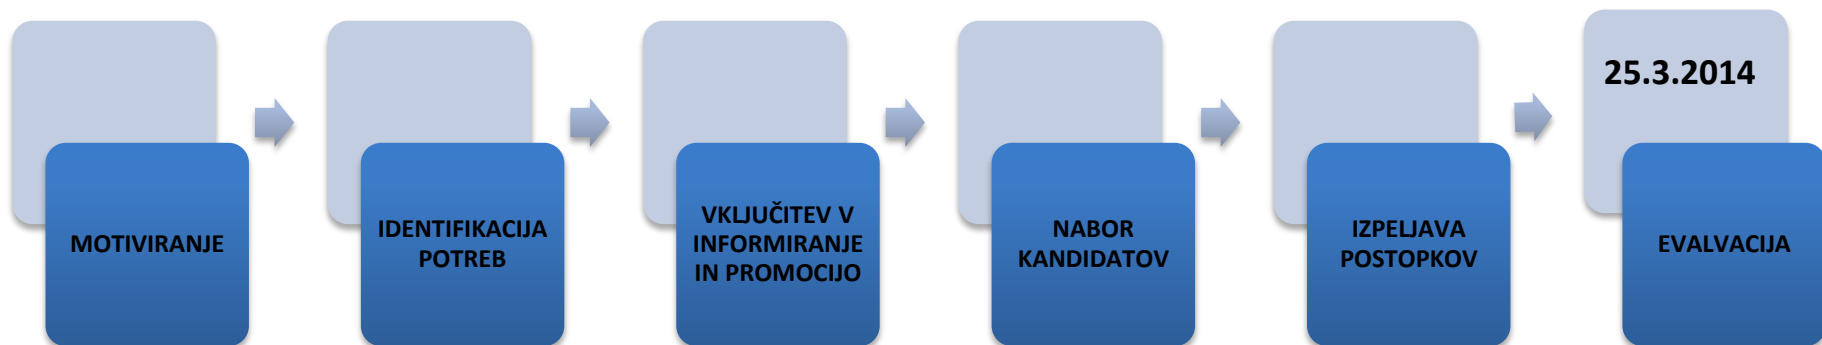 25.3.2014
MOTIVIRANJE
IDENTIFIKACIJA
POTREB
VKLJUČITEV V
INFORMIRANJE
IN PROMOCIJO
NABOR
KANDIDATOV
IZPELJAVA
POSTOPKOV
EVALVACIJA